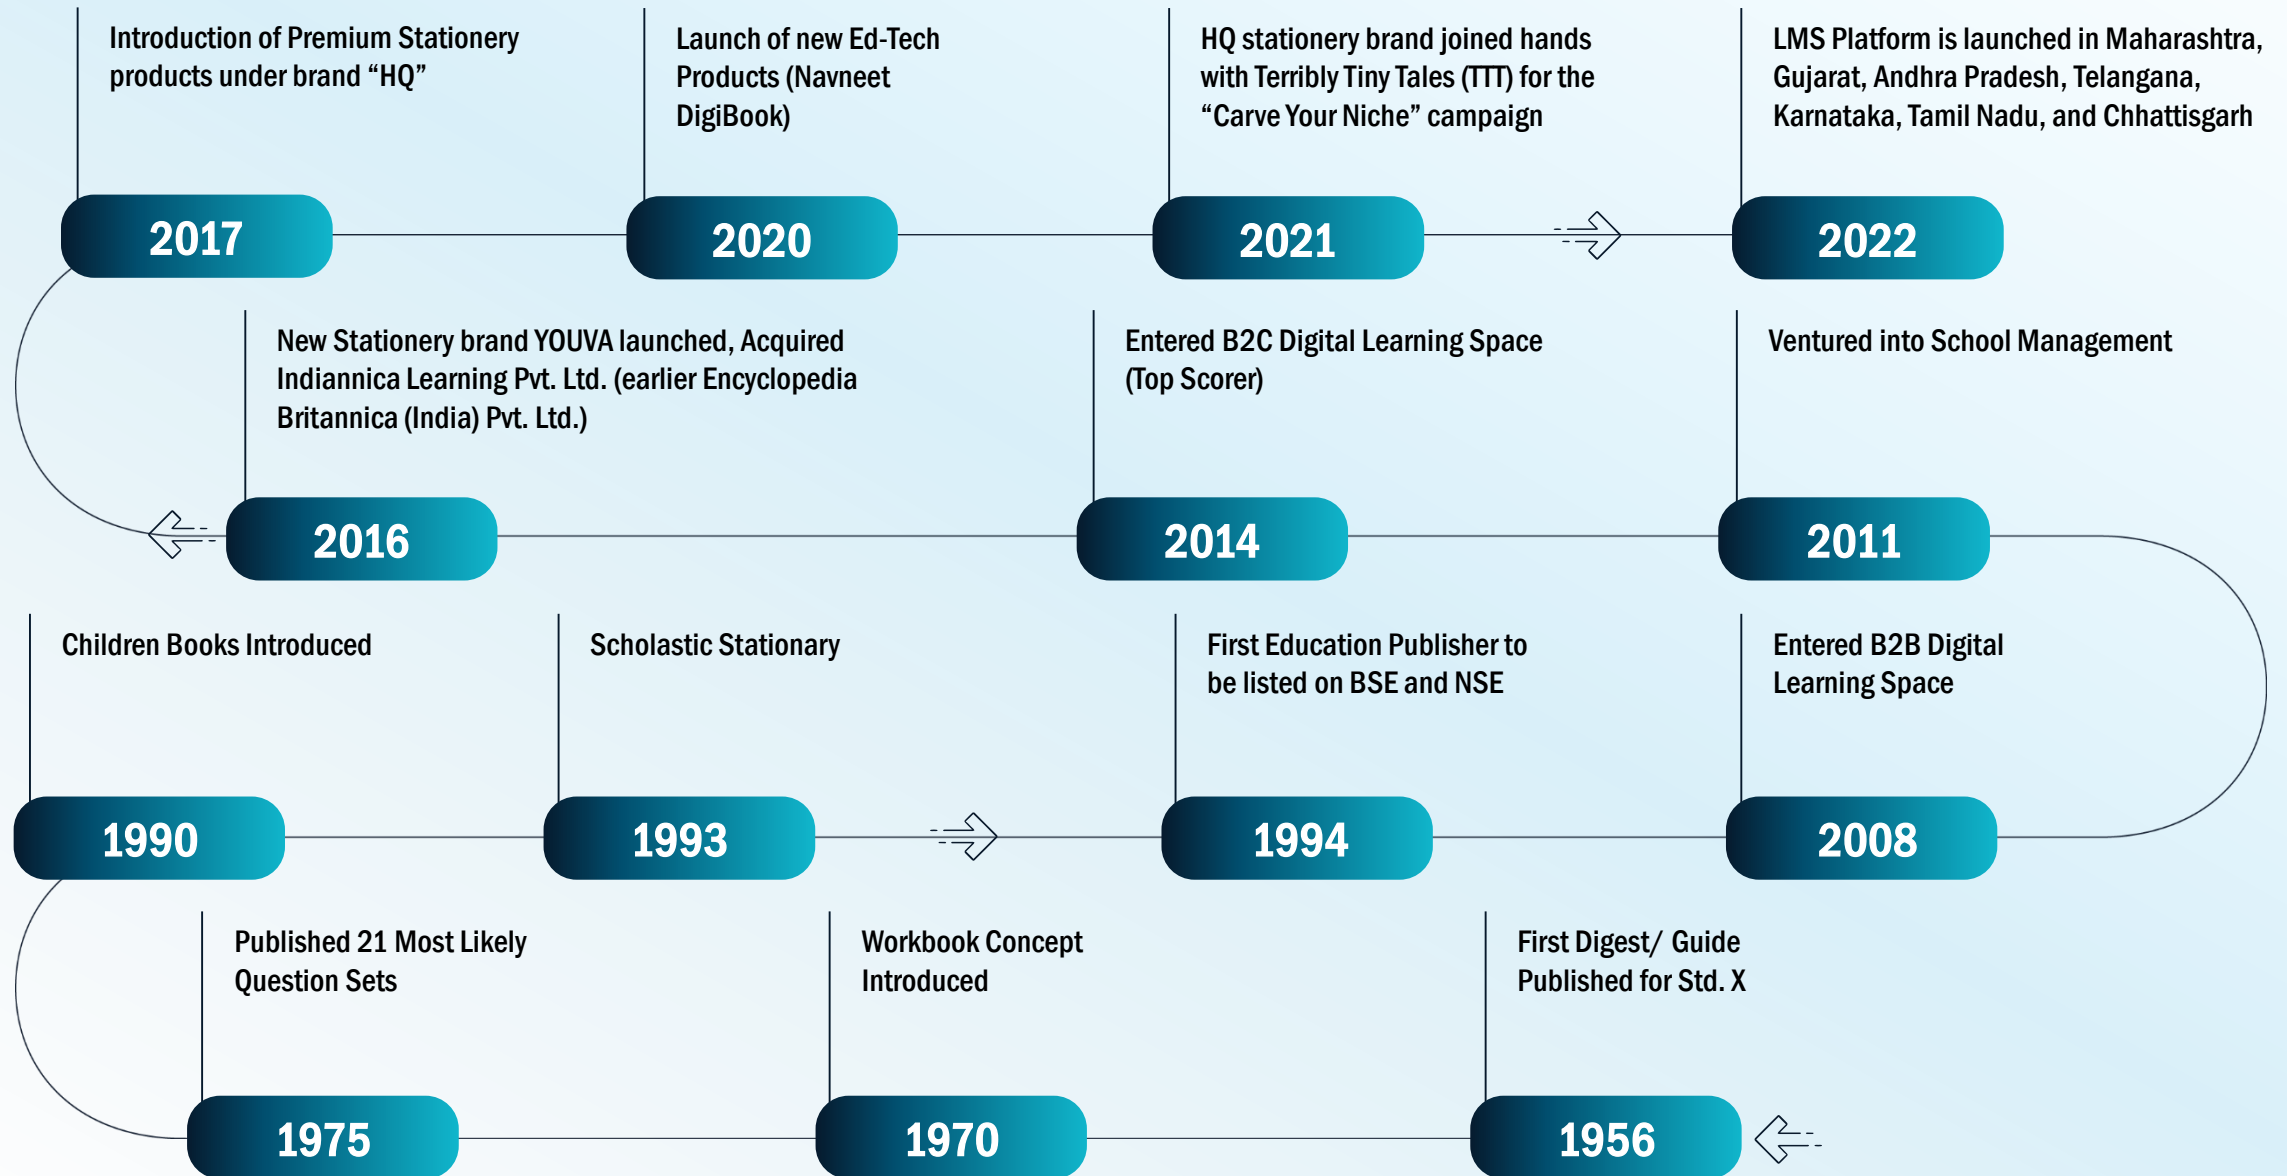 Introduction of Premium Stationery
products under brand “HQ”
2017
Launch of new Ed-Tech
Products (Navneet
DigiBook)
2020
HQ stationery brand joined hands
with Terribly Tiny Tales (TTT) for the
“Carve Your Niche” campaign
2021
LMS Platform is launched in Maharashtra,
Gujarat, Andhra Pradesh, Telangana,
Karnataka, Tamil Nadu, and Chhattisgarh
2022
New Stationery brand YOUVA launched, Acquired
Indiannica Learning Pvt. Ltd. (earlier Encyclopedia
Britannica (India) Pvt. Ltd.)
2016
Entered B2C Digital Learning Space
(Top Scorer)
2014
Ventured into School Management
2011
Children Books Introduced
1990
Scholastic Stationary
1993
First Education Publisher to
be listed on BSE and NSE
1994
Entered B2B Digital
Learning Space
2008
Published 21 Most Likely
Question Sets
1975
Workbook Concept
Introduced
1970
First Digest/ Guide
Published for Std. X
1956